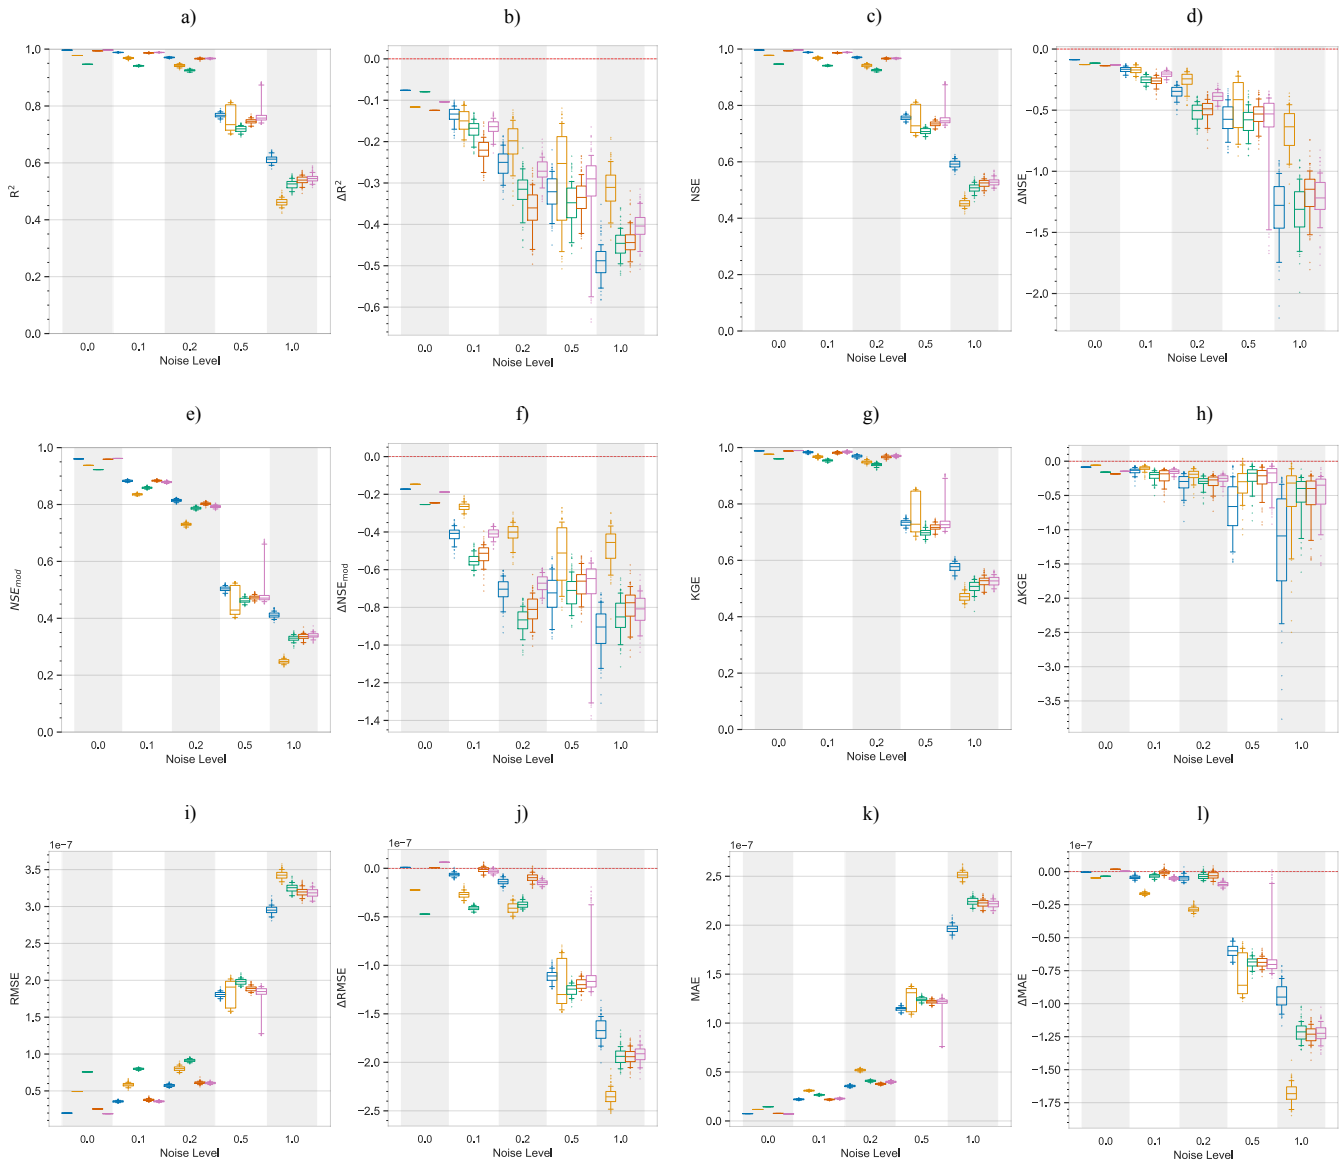 a)
b)
c)
d)
1.0
0.8
0.6
0.4
0.2
0.0
R²
0.0 0.1 0.2 0.5 1.0
Noise Level
0.0
−0.1
−0.2
−0.3
−0.4
−0.5
−0.6
ΔR²
0.0 0.1 0.2 0.5 1.0
Noise Level
1.0
0.8
0.6
0.4
0.2
0.0
NSE
0.0 0.1 0.2 0.5 1.0
Noise Level
0.0
−0.5
−1.0
−1.5
−2.0
ΔNSE
0.0 0.1 0.2 0.5 1.0
Noise Level
e)
f)
g)
h)
1.0
0.8
0.6
0.4
0.2
0.0
NSEmod
0.0 0.1 0.2 0.5 1.0
Noise Level
0.0
−0.2
−0.4
−0.6
−0.8
−1.0
−1.2
−1.4
ΔNSEmod
0.0 0.1 0.2 0.5 1.0
Noise Level
1.0
0.8
0.6
0.4
0.2
0.0
KGE
0.0 0.1 0.2 0.5 1.0
Noise Level
0.0
−0.5
−1.0
−1.5
−2.0
−2.5
−3.0
−3.5
ΔKGE
0.0 0.1 0.2 0.5 1.0
Noise Level
i)
j)
k)
l)
1e−7
3.5
3.0
2.5
2.0
1.5
1.0
0.5
RMSE
0.0 0.1 0.2 0.5 1.0
Noise Level
1e−7
0.0
−0.5
−1.0
−1.5
−2.0
−2.5
ΔRMSE
0.0 0.1 0.2 0.5 1.0
Noise Level
1e−7
2.5
2.0
1.5
1.0
0.5
0.0
MAE
0.0 0.1 0.2 0.5 1.0
Noise Level
1e−7
0.00
−0.25
−0.50
−0.75
−1.00
−1.25
−1.50
−1.75
ΔMAE
0.0 0.1 0.2 0.5 1.0
Noise Level